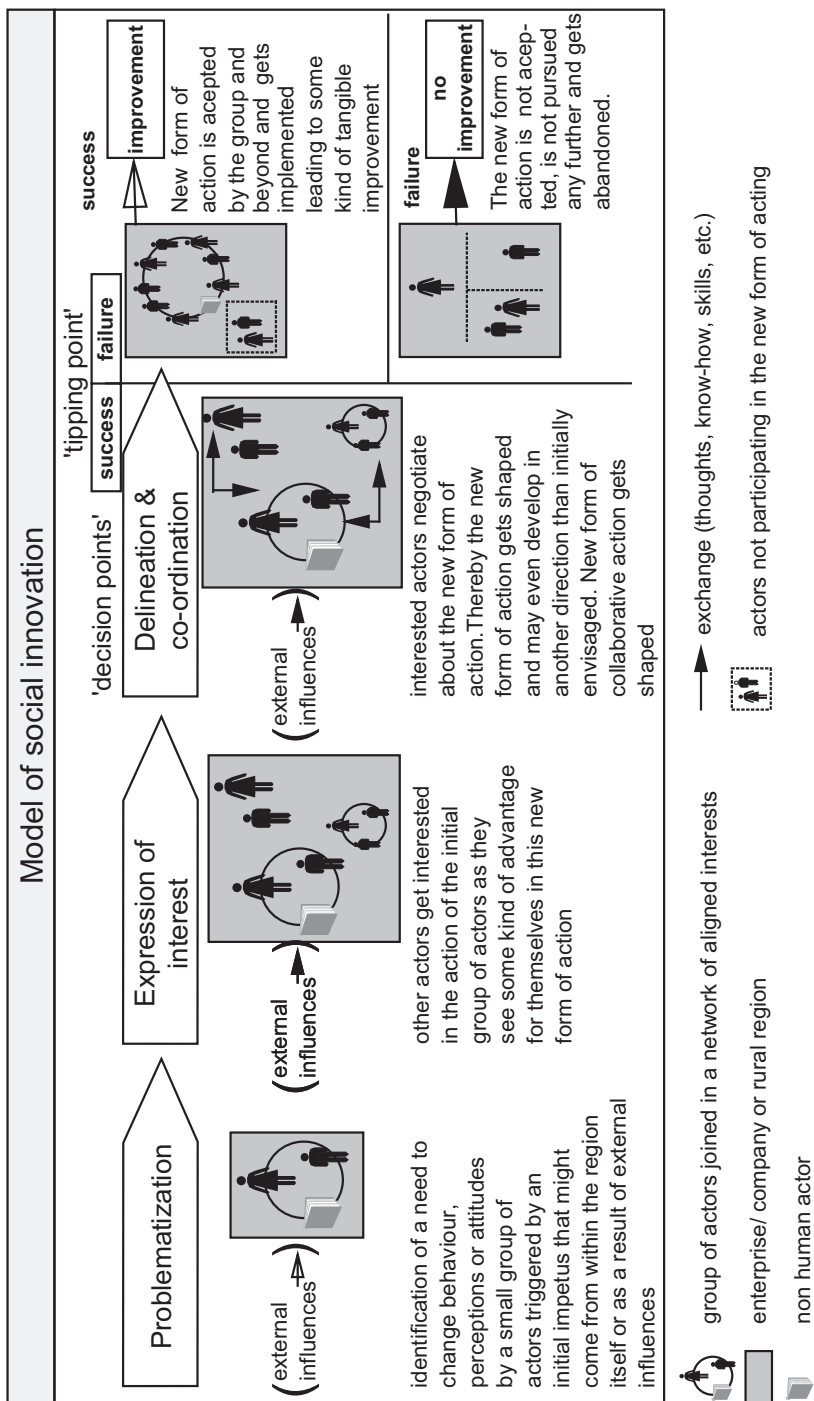 Model of social innovation
Problematization
Expression of
interest
'decision points'
Delineation &
co-ordination
'tipping point'
success
failure
(external
influences)
(external
influences)
(external
influences)
identification of a need to
change behaviour,
perceptions or attitudes
by a small group of
actors triggered by an
initial impetus that might
come from within the region
itself or as a result of external
influences
other actors get interested
in the action of the initial
group of actors as they
see some kind of advantage
for themselves in this new
form of action
interested actors negotiate
about the new form of
action.Thereby the new
form of action gets shaped
and may even develop in
another direction than initially
envisaged. New form of
collaborative action gets
shaped
success
improvement
New form of
action is acepted
by the group and
beyond and gets
implemented
leading to some
kind of tangible
improvement
failure
no
improvement
The new form of
action is not acep-
ted, is not pursued
any further and gets
abandoned.
group of actors joined in a network of aligned interests
enterprise/ company or rural region
non human actor
exchange (thoughts, know-how, skills, etc.)
actors not participating in the new form of acting